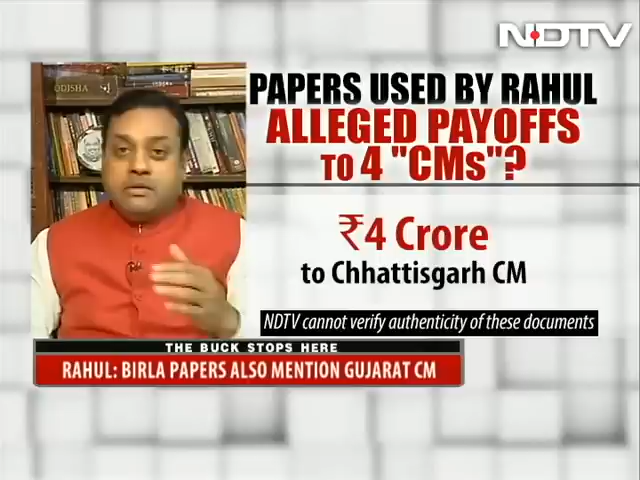 NDTV
ODISHA
PAPERS USED BY RAHUL
ALLEGED PAYOFFS
TO 4 "CMs"?
₹4 Crore
to Chhattisgarh CM
NDTV cannot verify authenticity of these documents
THE BUCK STOPS HERE
RAHUL: BIRLA PAPERS ALSO MENTION GUJARAT CM